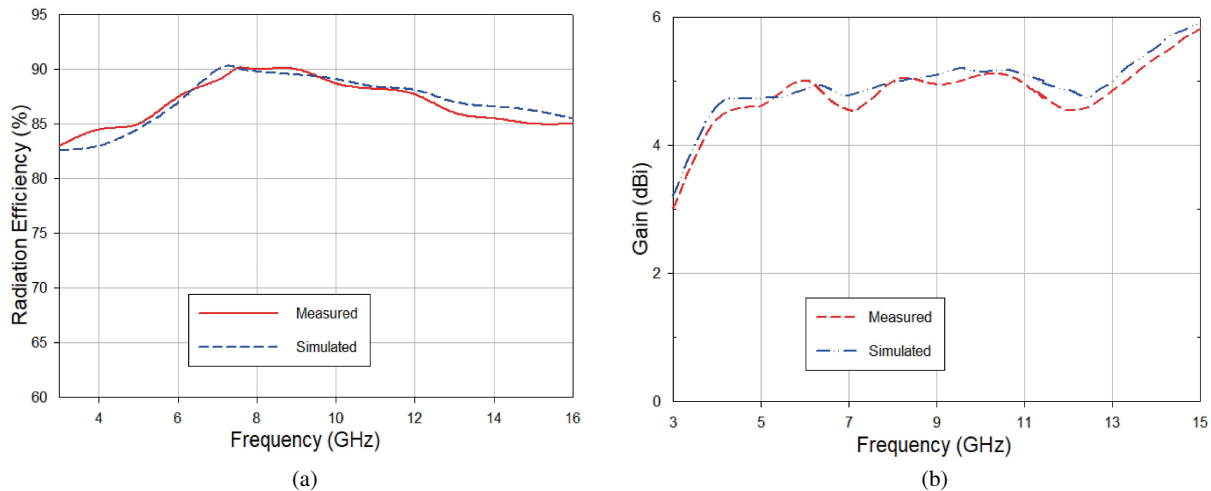 95
90
85
80
75
70
65
60
Radiation Efficiency (%)
Measured
Simulated
4
6
8
10
12
14
16
Frequency (GHz)
(a)
6
4
2
0
Gain (dBi)
Measured
Simulated
3
5
7
9
11
13
15
Frequency (GHz)
(b)